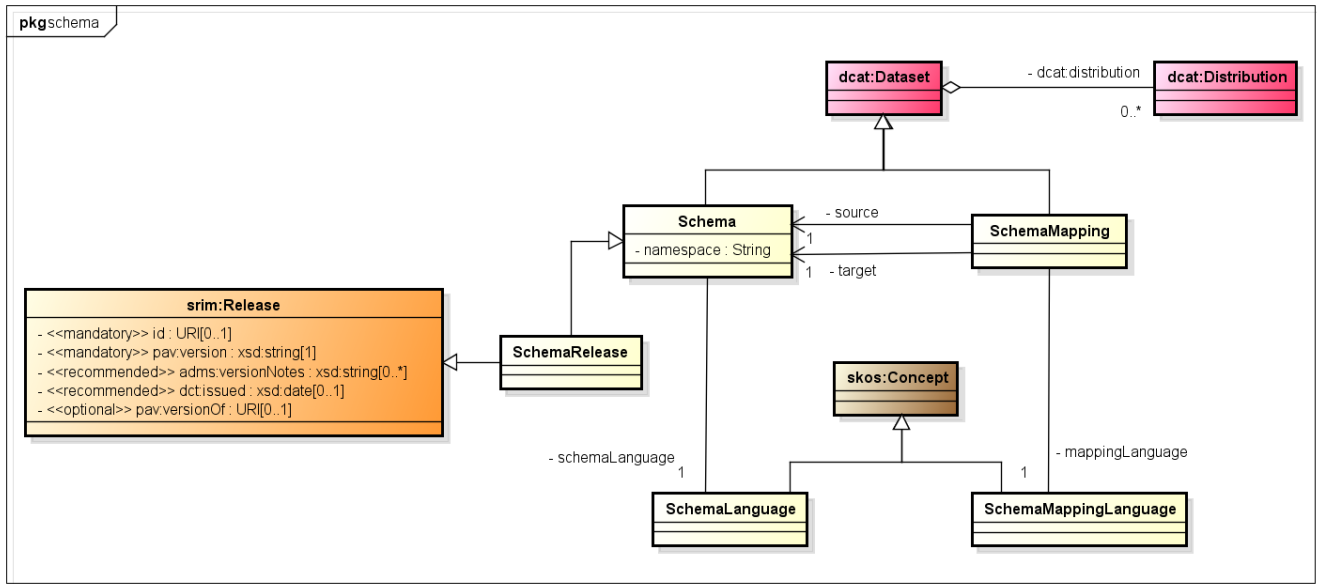 pkg schema
dcat:Dataset
- dcat:distribution
dcat:Distribution
0..*
Schema
- namespace : String
- source
1
1
- target
SchemaMapping
srim:Release
- <<mandatory>> id : URI[0..1]
- <<mandatory>> pav:version : xsd:string[1]
- <<recommended>> adms:versionNotes : xsd:string[0..*]
- <<recommended>> dct:issued : xsd:date[0..1]
- <<optional>> pav:versionOf : URI[0..1]
SchemaRelease
skos:Concept
- schemaLanguage
1
- mappingLanguage
1
SchemaLanguage
SchemaMappingLanguage